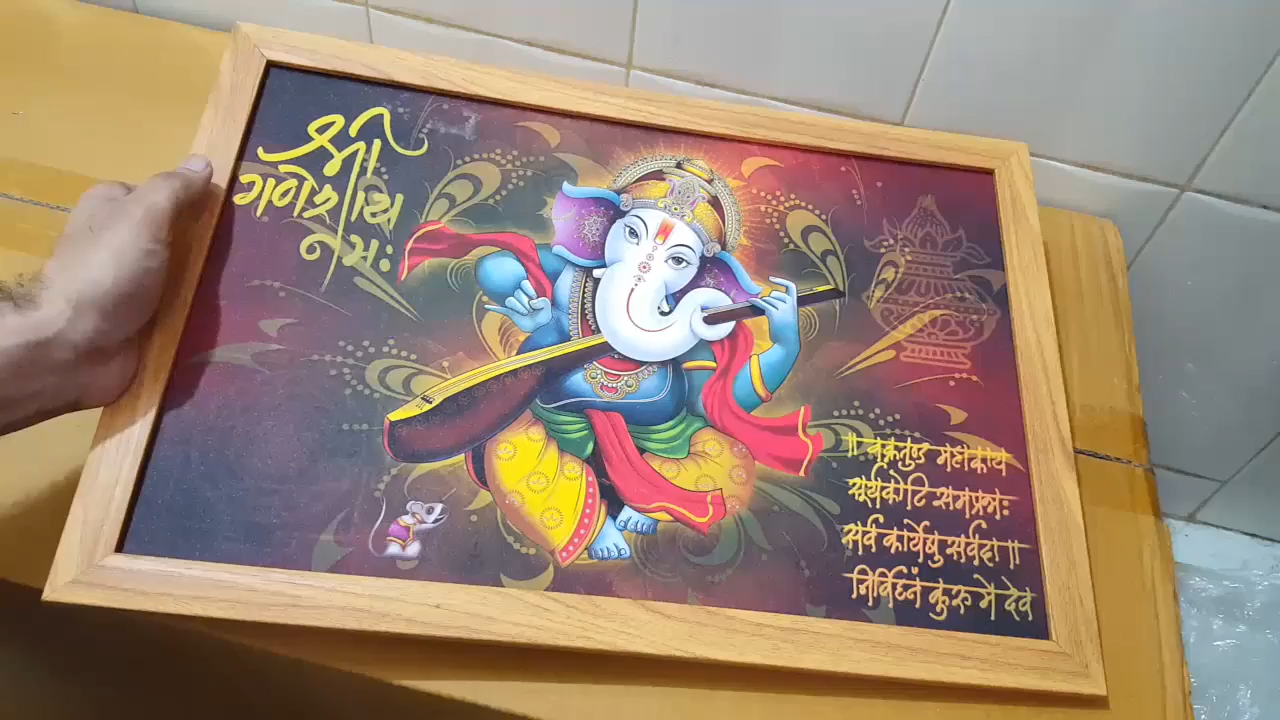 श्री
गणेशाय
नमः
॥ वक्रतुण्ड महाकाय
सूर्यकोटि समप्रभः
सर्व कार्येषु सर्वदा ॥
निर्विघ्नं कुरु मे देव